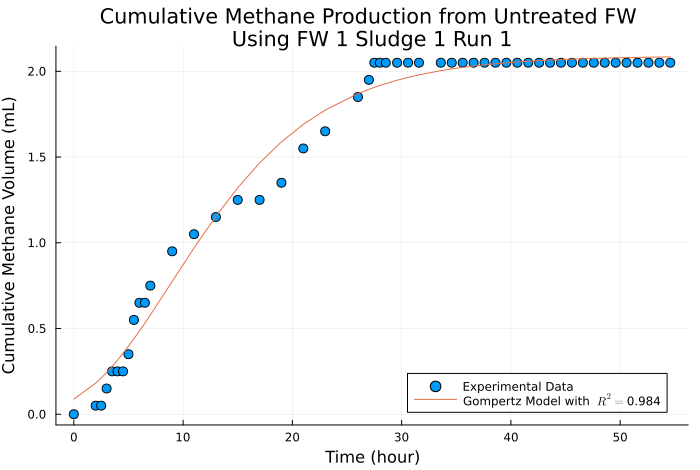 Cumulative Methane Production from Untreated FW
Using FW 1 Sludge 1 Run 1
Cumulative Methane Volume (mL)
2.0
1.5
1.0
0.5
0.0
0
10
20
30
40
50
Time (hour)
Experimental Data
Gompertz Model with R² = 0.984